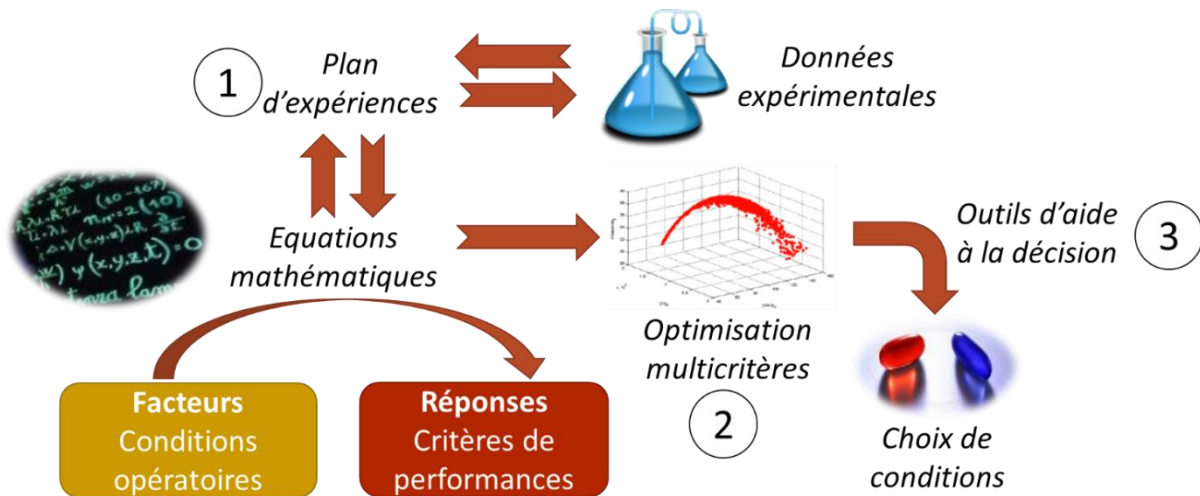 1
Plan
d'expériences
Données
expérimentales
Equations
mathématiques
Outils d'aide
à la décision
3
Optimisation
multicritères
2
Choix de
conditions
Facteurs
Conditions
opératoires
Réponses
Critères de
performances